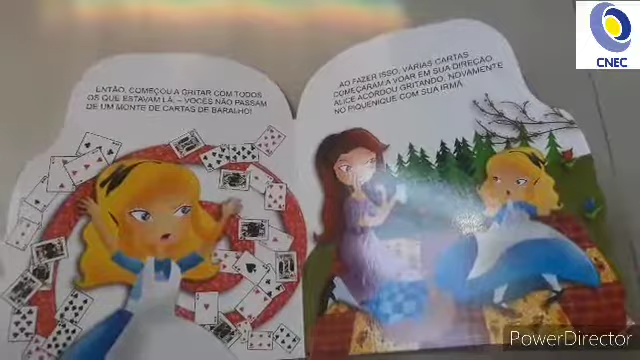 ENTÃO, COMEÇOU A GRITAR COM TODOS
OS QUE ESTAVAM LÁ, – VOCÊS NÃO PASSAM
DE UM MONTE DE CARTAS DE BARALHO!
AO FAZER ISSO, VÁRIAS CARTAS
COMEÇARAM A VOAR EM SUA DIREÇÃO.
ALICE ACORDOU GRITANDO, NOVAMENTE
NO PIQUENIQUE COM SUA IRMÃ.
CNEC
PowerDirector